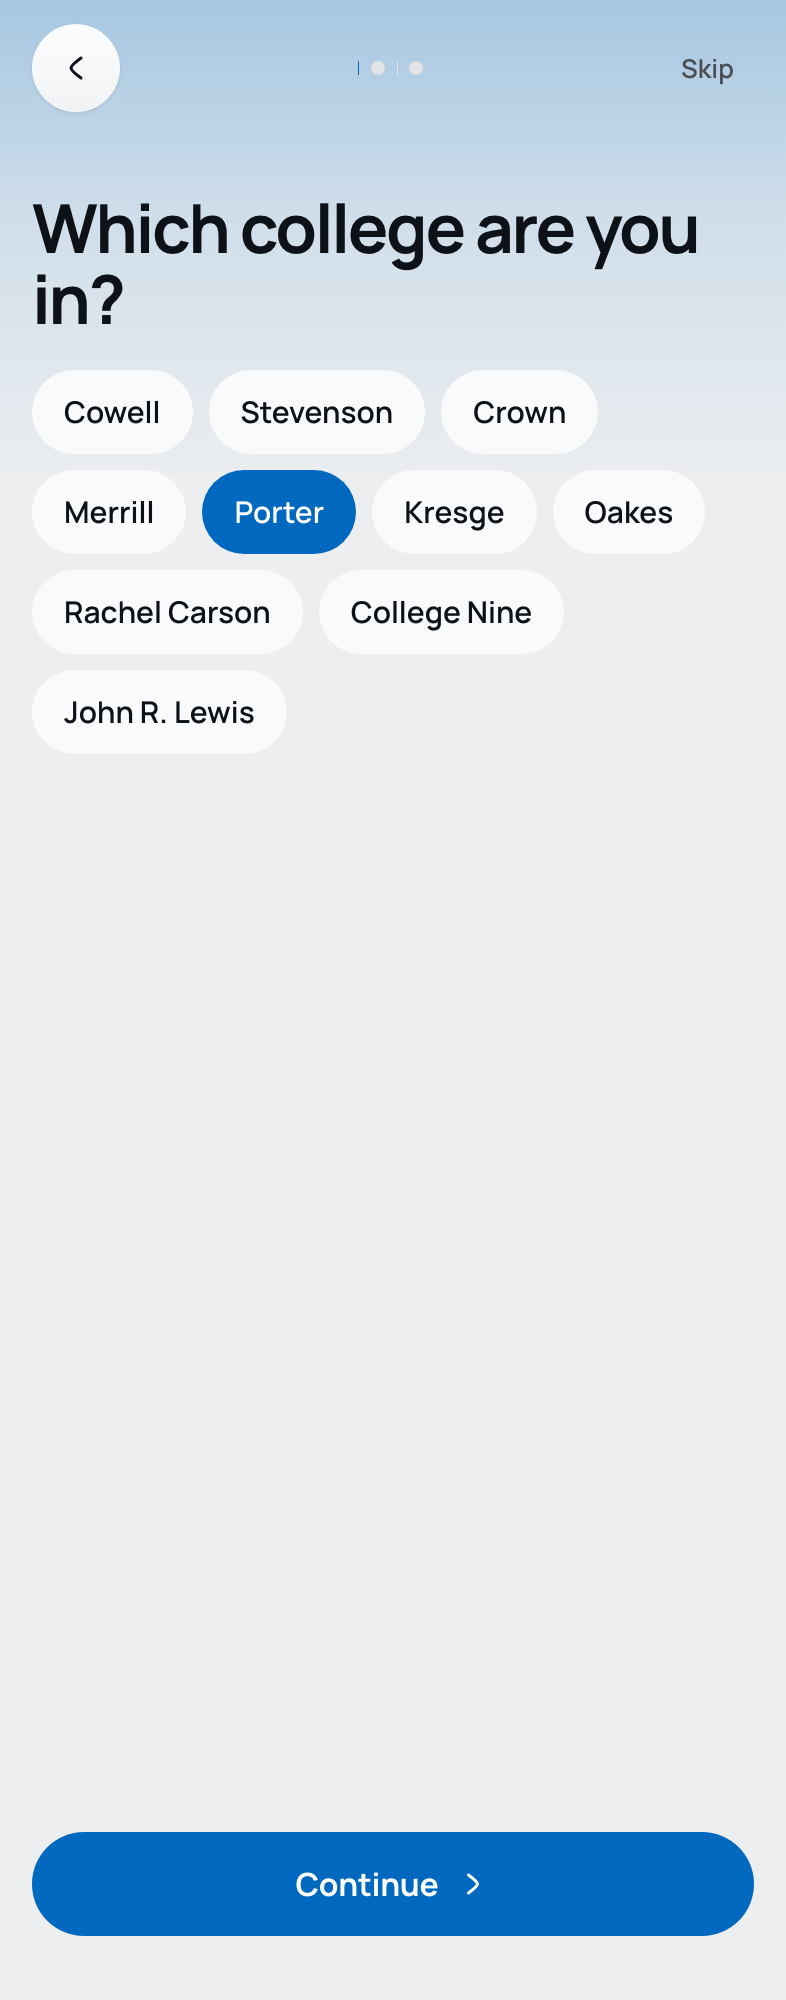 Skip
Which college are you
in?
Cowell Stevenson Crown
Merrill Porter Kresge Oakes
Rachel Carson College Nine
John R. Lewis
Continue